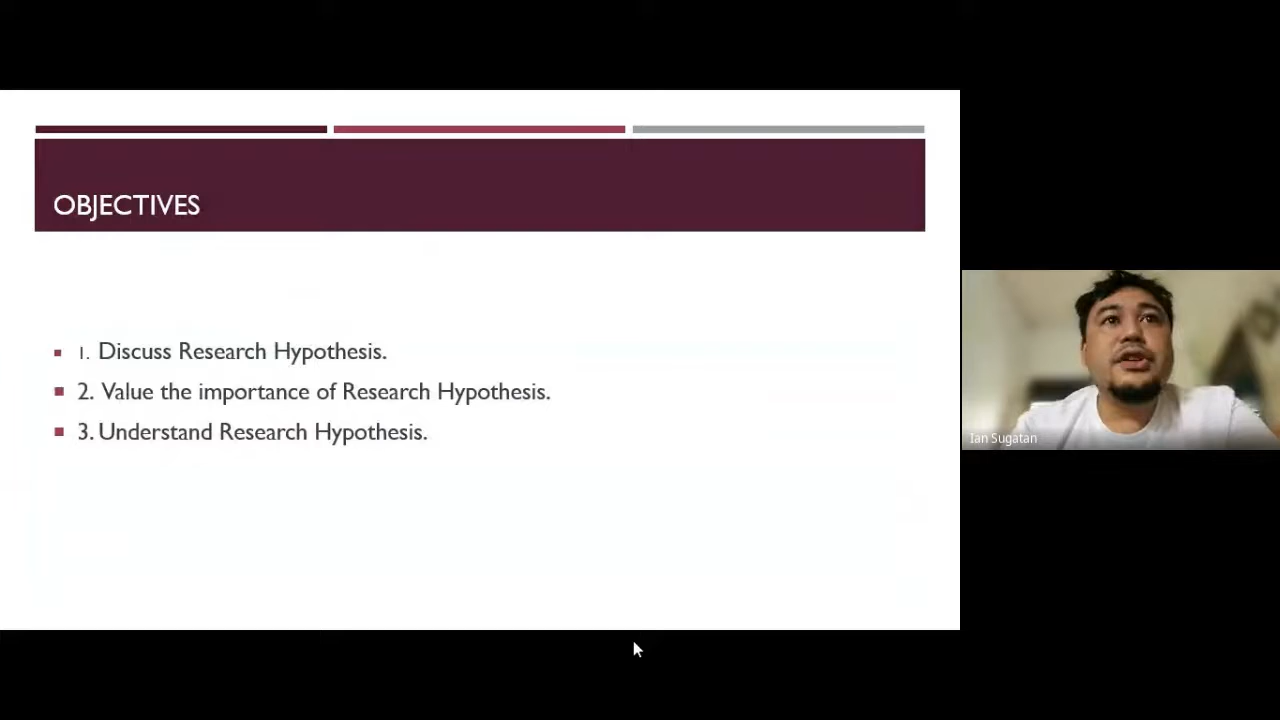 OBJECTIVES
1. Discuss Research Hypothesis.
2. Value the importance of Research Hypothesis.
3. Understand Research Hypothesis.
Ian Sugatan